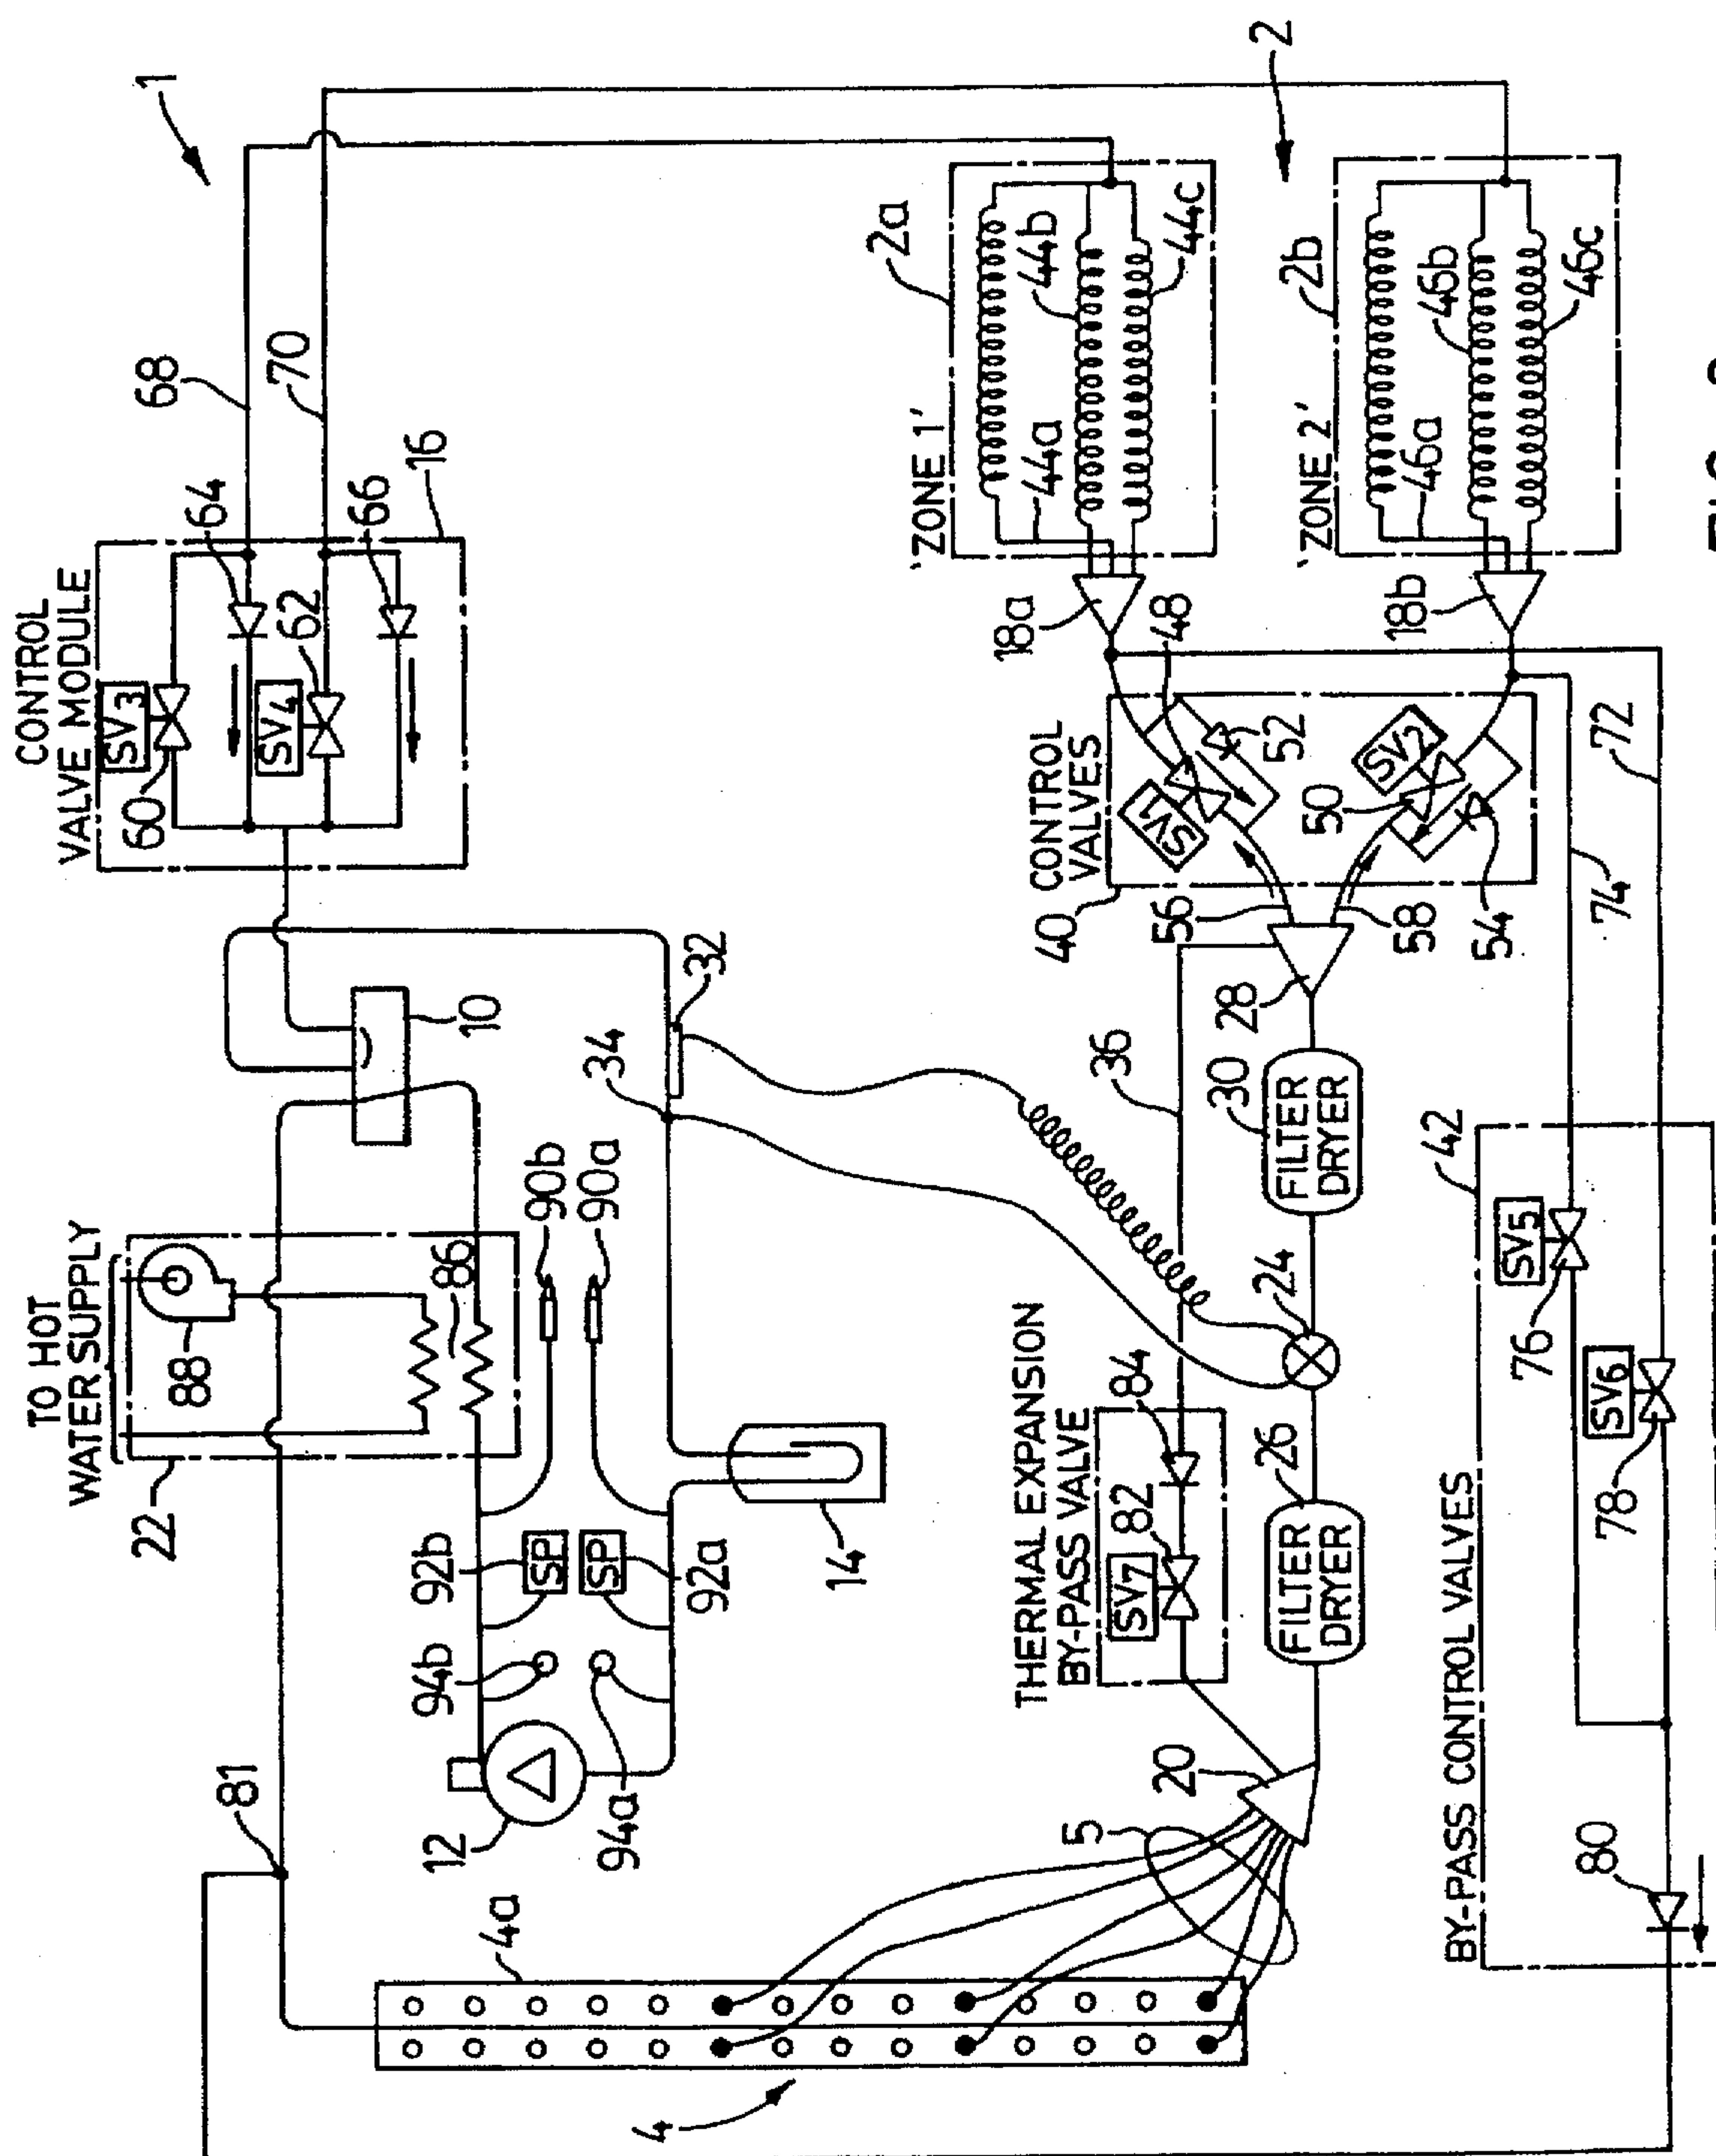 1
2
68
70
CONTROL
VALVE MODULE
16
64
66
SV3
SV4
62
60
2a
'ZONE 1'
44a
44b
44c
2b
'ZONE 2'
46a
46b
46c
18a
18b
CONTROL
VALVES
40
48
52
SV1
SV2
50
54
56
58
72
74
10
32
34
36
28
30
FILTER
DRYER
24
26
FILTER
DRYER
TO HOT
WATER SUPPLY
22
88
86
90b
90a
92b
SP
SP
92a
94b
94a
12
14
THERMAL EXPANSION
BY-PASS VALVE
84
82
SV7
42
BY-PASS CONTROL VALVES
SV5
76
SV6
78
80
81
20
5
4a
4